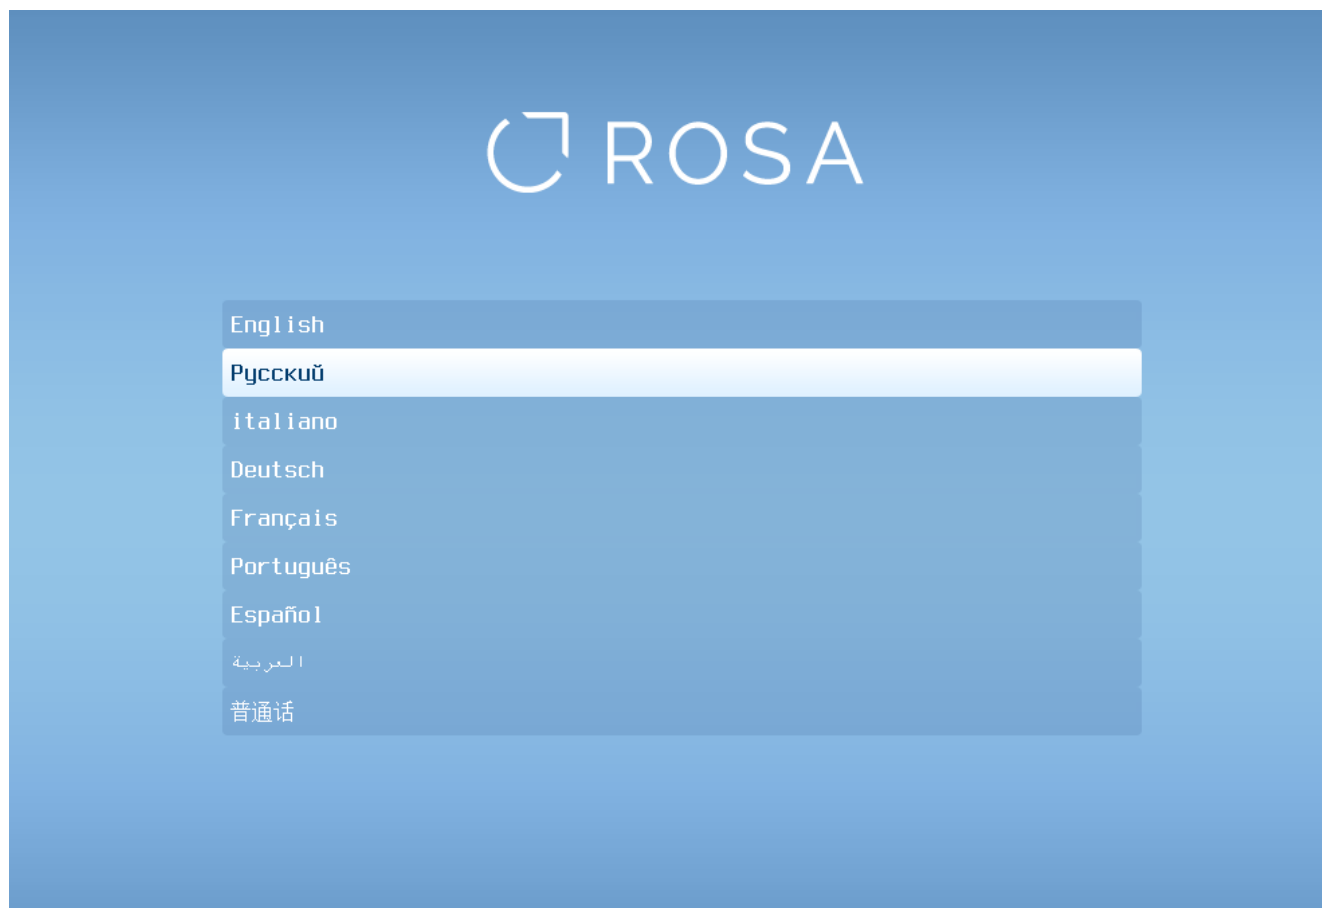 ROSA
English
Русский
italiano
Deutsch
Français
Português
Español
العربية
普通话